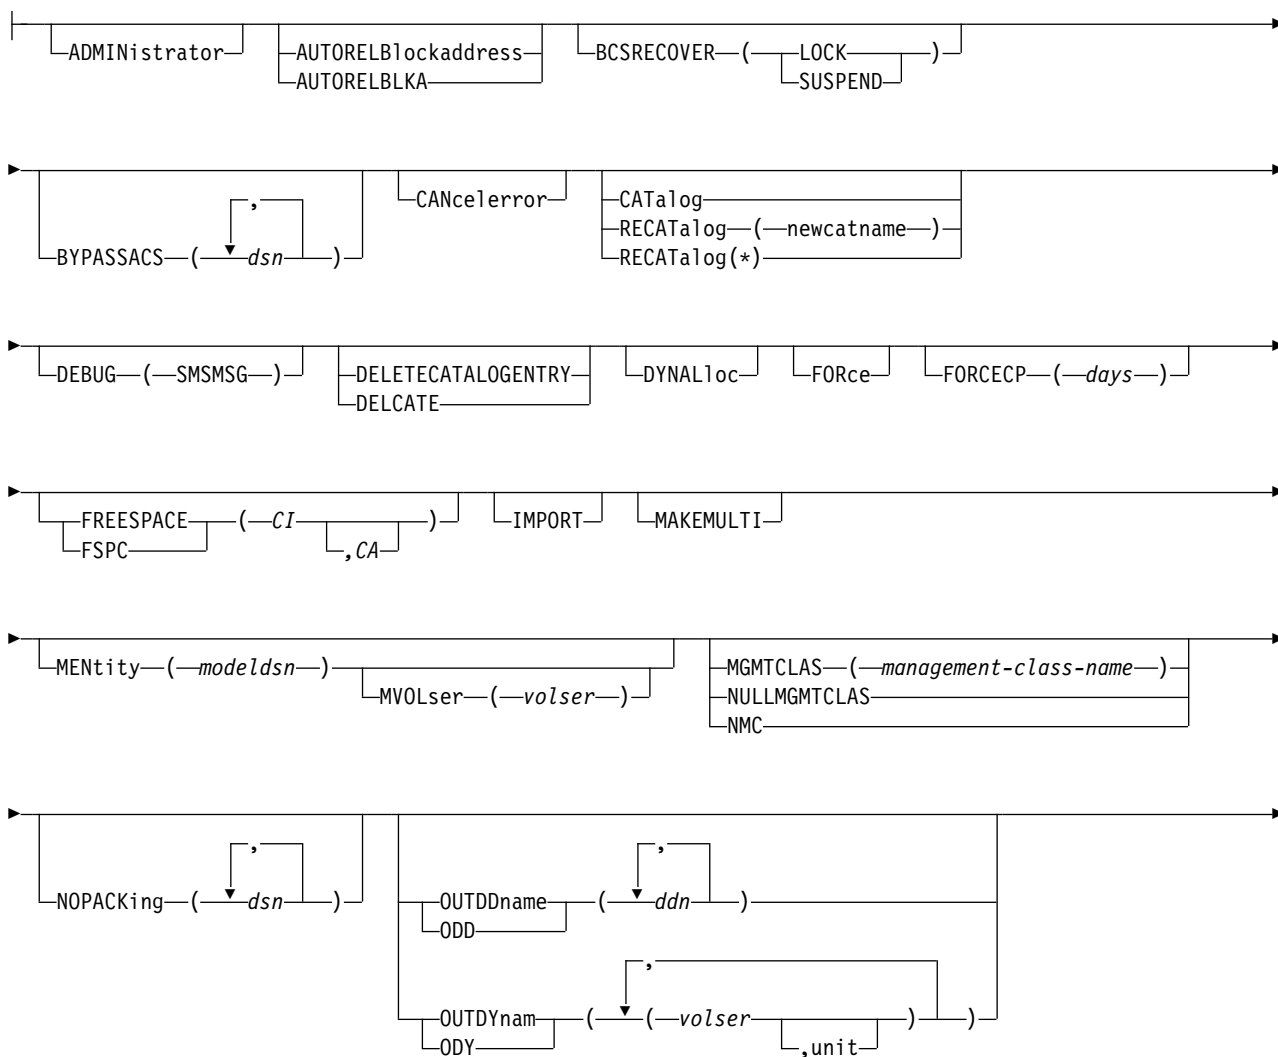 ADMINistrator AUTORELBlockaddress BCSRECOVER ( LOCK )
AUTORELBLKA SUSPEND
, CANcelerror CATalog
RECATalog ( newcatname )
BYPASSACS ( dsn ) RECATalog(*)
DEBUG ( SMSMSG ) DELETECATALOGENTRY DYNALloc FORce FORCECP ( days )
DELCATE
FREESPACE ( CI ) IMPORT MAKEMULTI
FSPC ,CA
MENtity ( modeldsn ) MGMTCLAS ( management-class-name )
MVOLser ( volser ) NULLMGMTCLAS
NMC
, ,
NOPACKing ( dsn ) OUTDDname ( ddn )
ODD
,
OUTDYnam ( ( volser ) )
ODY ,unit